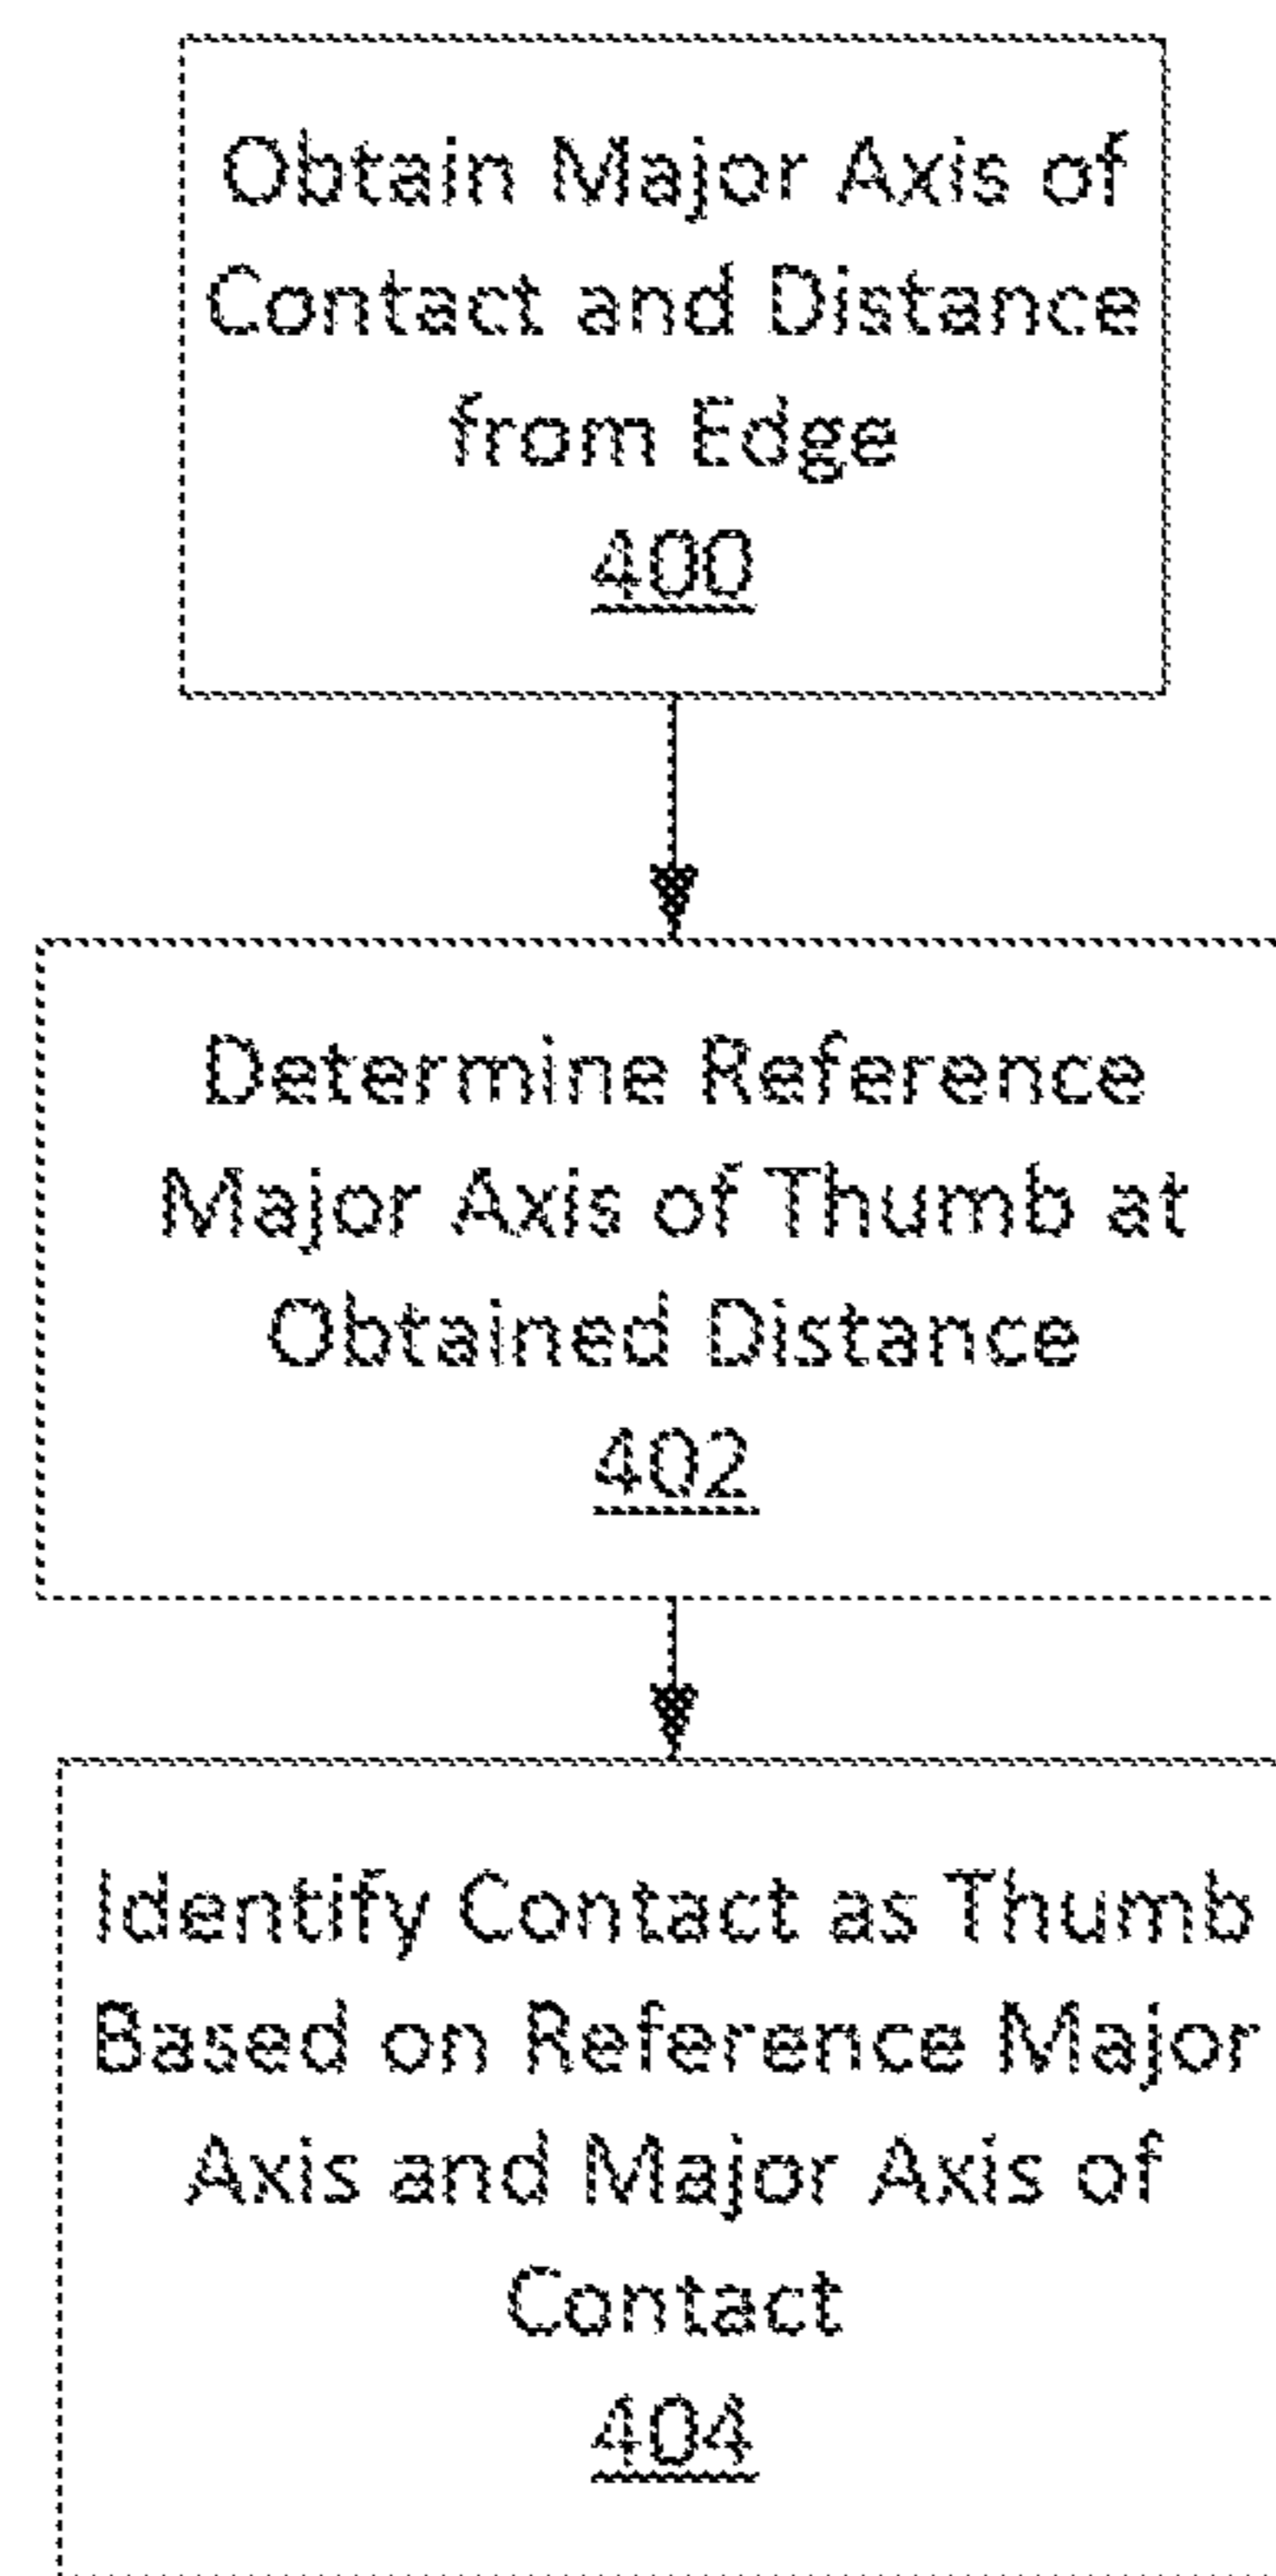 Obtain Major Axis of
Contact and Distance
from Edge
400
Determine Reference
Major Axis of Thumb at
Obtained Distance
402
Identify Contact as Thumb
Based on Reference Major
Axis and Major Axis of
Contact
404